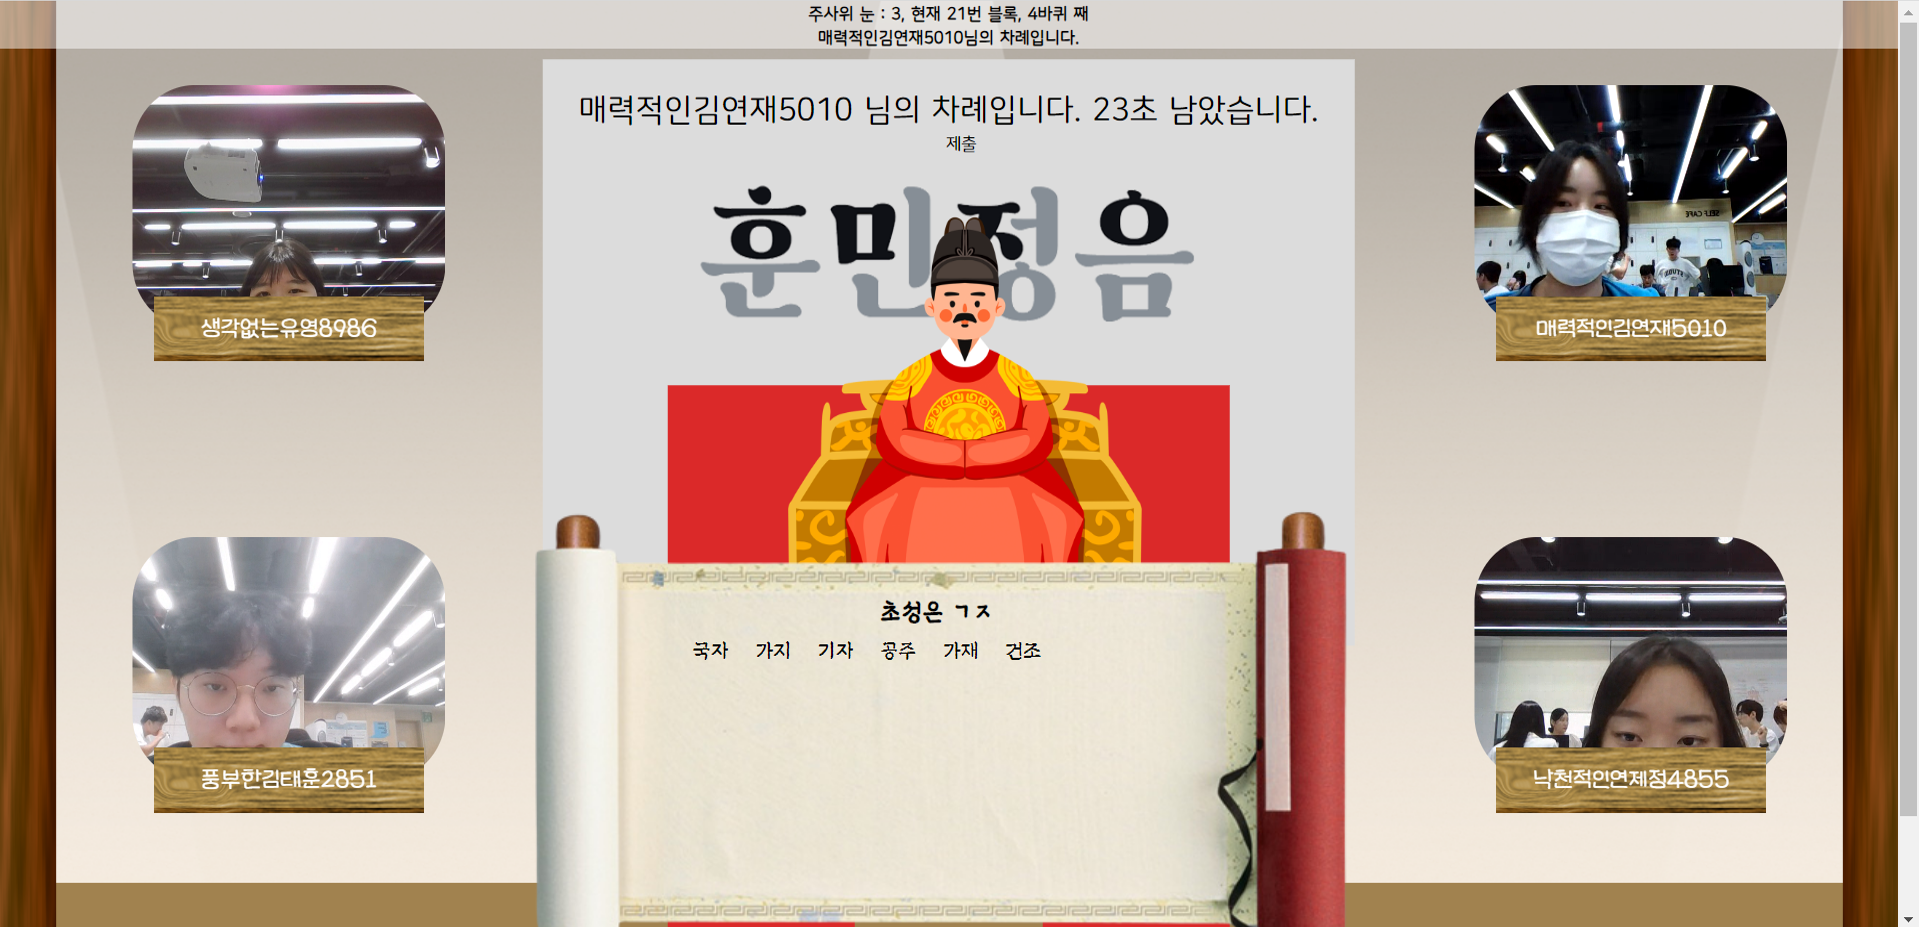 주사위 눈 : 3, 현재 21번 블록, 4바퀴 째
매력적인김연재5010님의 차례입니다.
매력적인김연재5010 님의 차례입니다. 23초 남았습니다.
제출
훈민정음
생각없는유영8986
SELF CAFE
매력적인김연재5010
초성은 ㄱㅈ
국자 가지 기자 공주 가재 건조
풍부한김태훈2851
낙천적인연제정4855